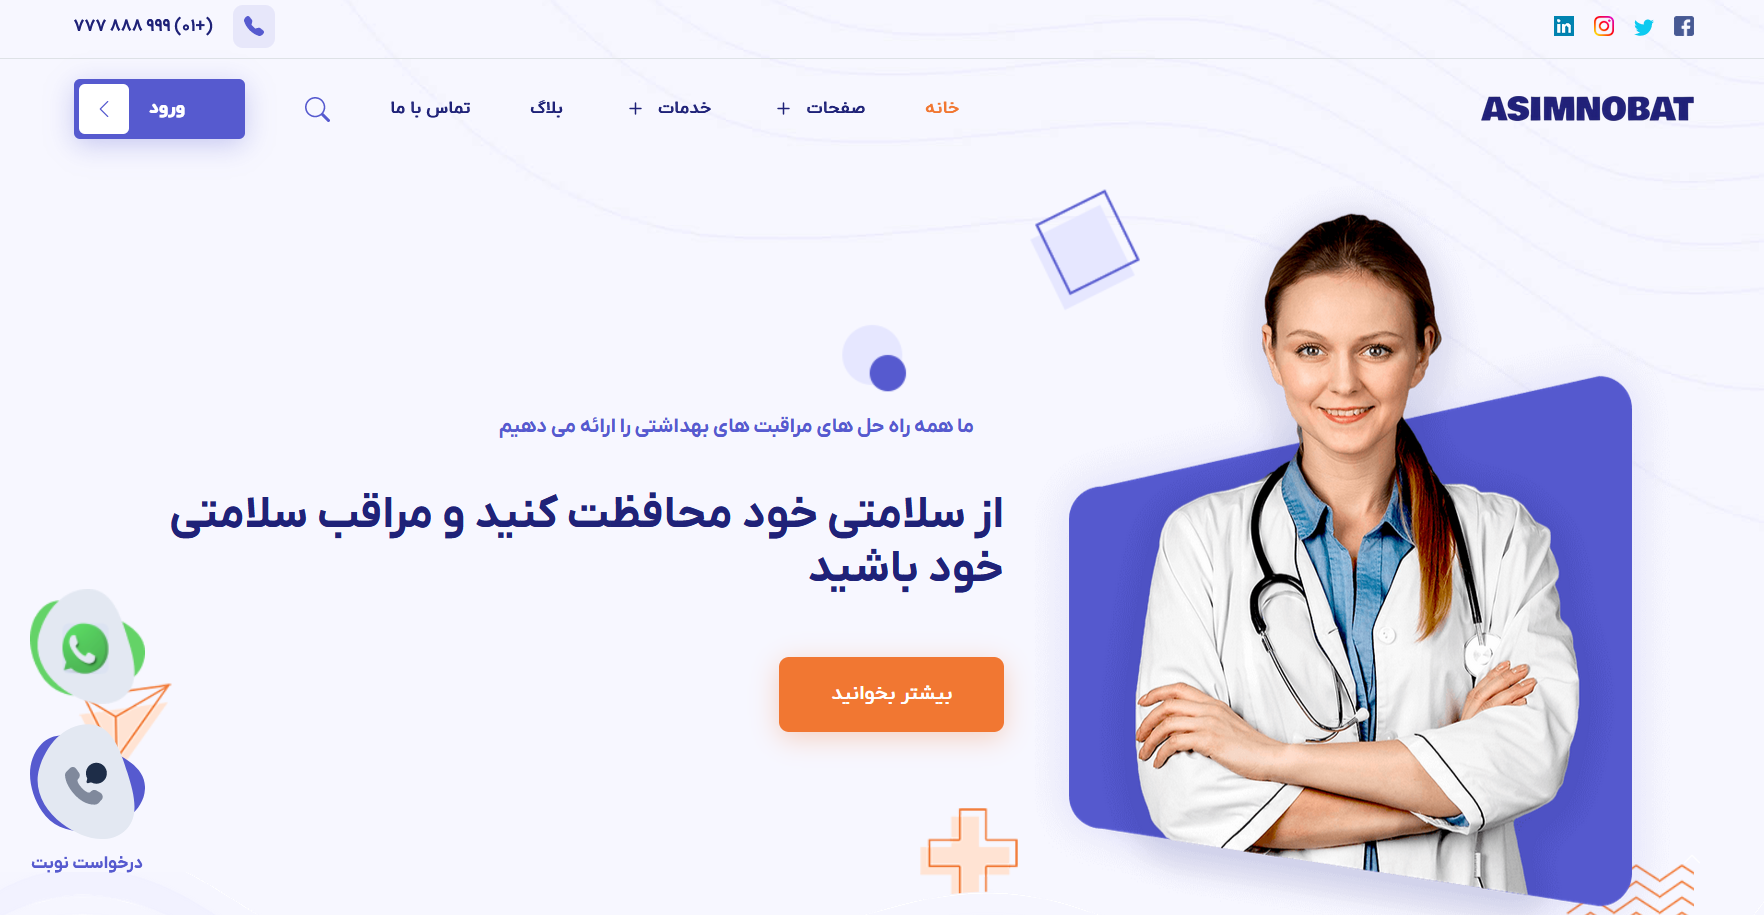 (+۰۱) ۹۹۹ ۸۸۸ ۷۷۷
ASIMNOBAT
خانه
صفحات +
خدمات +
بلاگ
تماس با ما
ورود
ما همه راه حل های مراقبت های بهداشتی را ارائه می دهیم
از سلامتی خود محافظت کنید و مراقب سلامتی
خود باشید
بیشتر بخوانید
درخواست نوبت